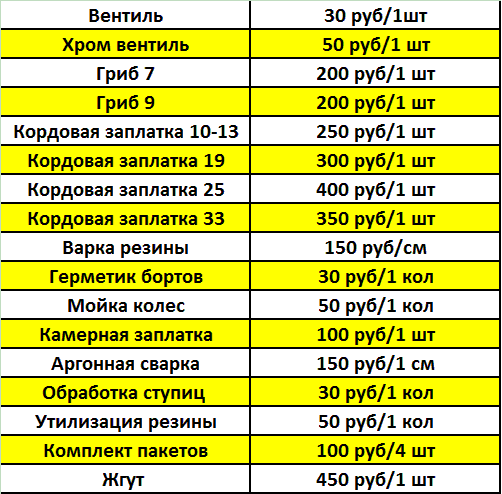 Вентиль 30 руб/1шт
Хром вентиль 50 руб/1 шт
Гриб 7 200 руб/1 шт
Гриб 9 200 руб/1 шт
Кордовая заплатка 10-13 250 руб/1 шт
Кордовая заплатка 19 300 руб/1 шт
Кордовая заплатка 25 400 руб/1 шт
Кордовая заплатка 33 350 руб/1 шт
Варка резины 150 руб/см
Герметик бортов 30 руб/1 кол
Мойка колес 50 руб/1 кол
Камерная заплатка 100 руб/1 шт
Аргонная сварка 150 руб/1 см
Обработка ступиц 30 руб/1 кол
Утилизация резины 50 руб/1 кол
Комплект пакетов 100 руб/4 шт
Жгут 450 руб/1 шт